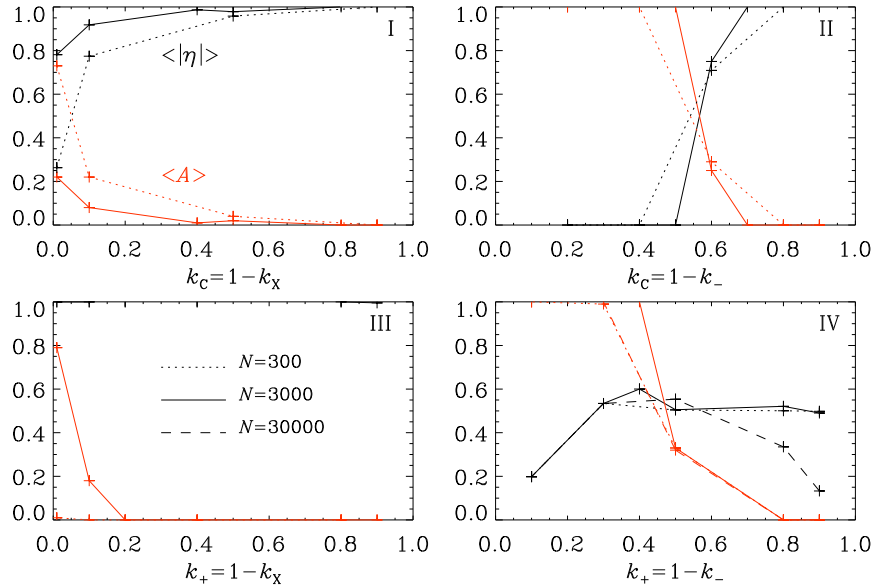 1.0
0.8
0.6
0.4
0.2
0.0
I
<|η|>
<A>
0.0 0.2 0.4 0.6 0.8 1.0
k_C = 1 − k_X
1.0
0.8
0.6
0.4
0.2
0.0
II
0.0 0.2 0.4 0.6 0.8 1.0
k_C = 1 − k_−
1.0
0.8
0.6
0.4
0.2
0.0
III
N=300
N=3000
N=30000
0.0 0.2 0.4 0.6 0.8 1.0
k_+ = 1 − k_X
1.0
0.8
0.6
0.4
0.2
0.0
IV
0.0 0.2 0.4 0.6 0.8 1.0
k_+ = 1 − k_−